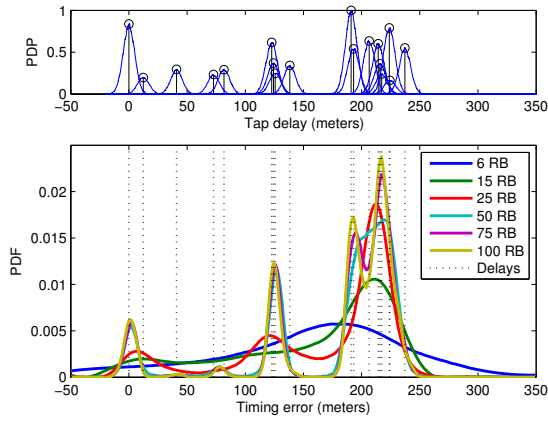 1
0.5
0
PDP
−50 0 50 100 150 200 250 300 350
Tap delay (meters)
0.02
0.015
0.01
0.005
0
PDF
6 RB
15 RB
25 RB
50 RB
75 RB
100 RB
Delays
−50 0 50 100 150 200 250 300 350
Timing error (meters)